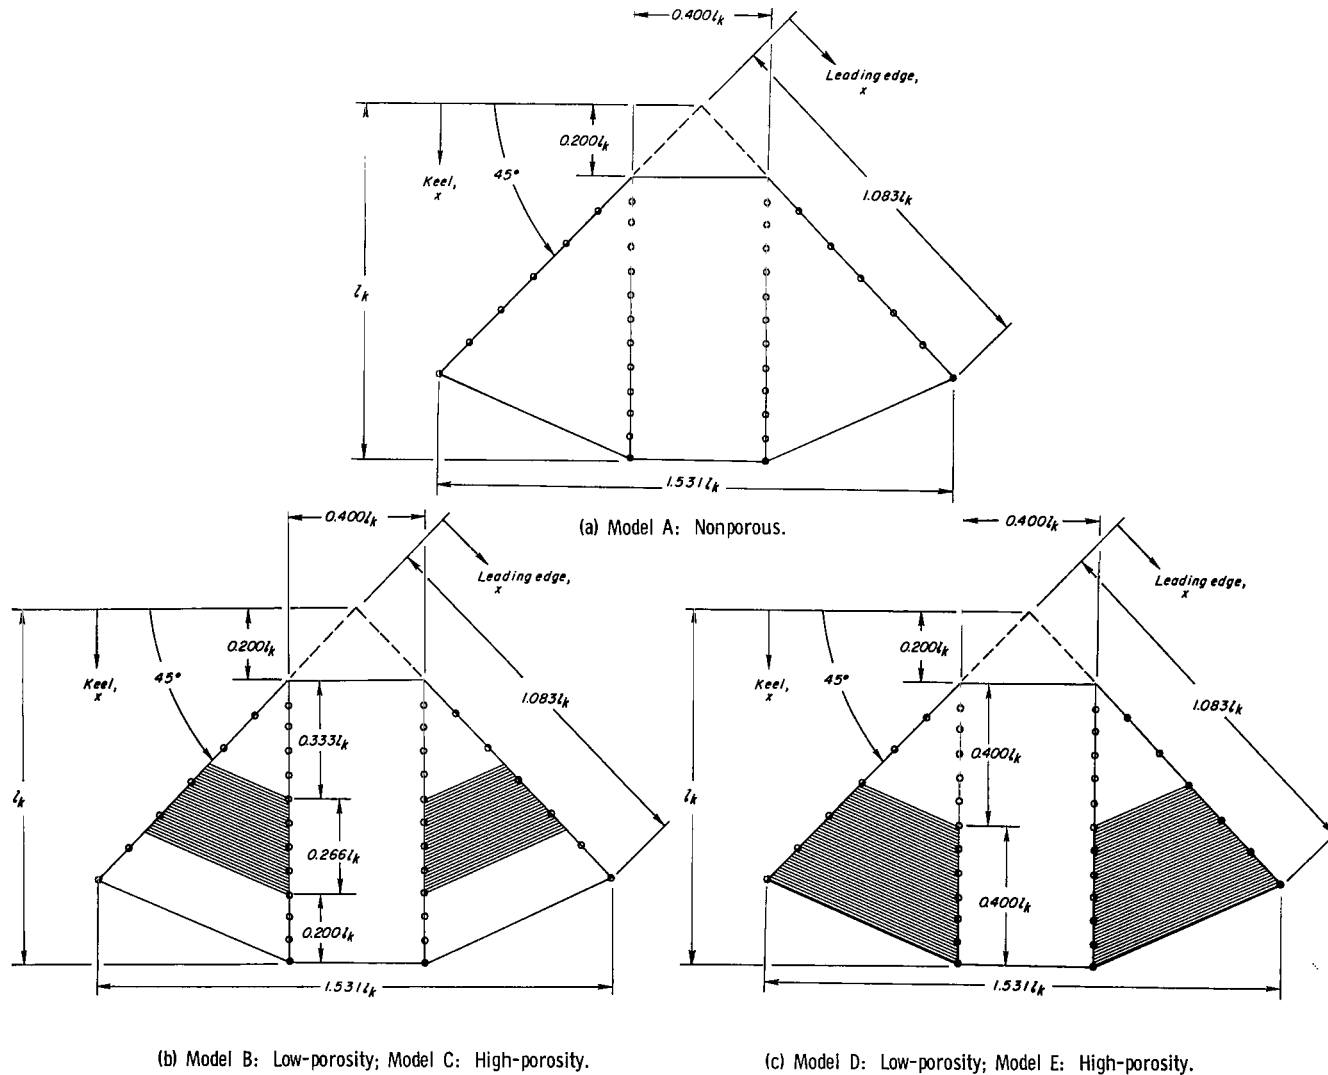 0.400lₖ
Leading edge,
x
0.200lₖ
Keel,
x
45°
1.083lₖ
lₖ
1.531lₖ
(a) Model A: Nonporous.
0.400lₖ
Leading edge,
x
0.200lₖ
Keel,
x
45°
1.083lₖ
0.333lₖ
lₖ
0.266lₖ
0.200lₖ
1.531lₖ
(b) Model B: Low-porosity; Model C: High-porosity.
0.400lₖ
Leading edge,
x
0.200lₖ
Keel,
x
45°
1.083lₖ
0.400lₖ
lₖ
0.400lₖ
1.531lₖ
(c) Model D: Low-porosity; Model E: High-porosity.